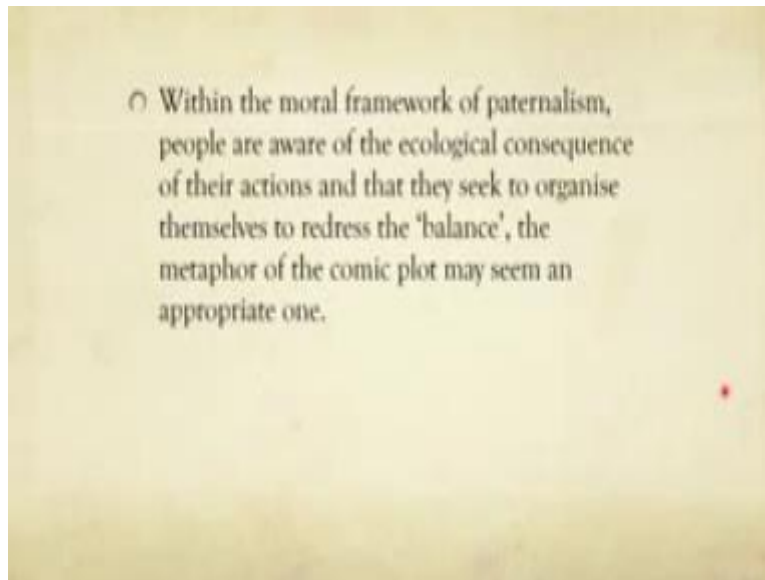 Within the moral framework of paternalism,
people are aware of the ecological consequence
of their actions and that they seek to organise
themselves to redress the 'balance', the
metaphor of the comic plot may seem an
appropriate one.